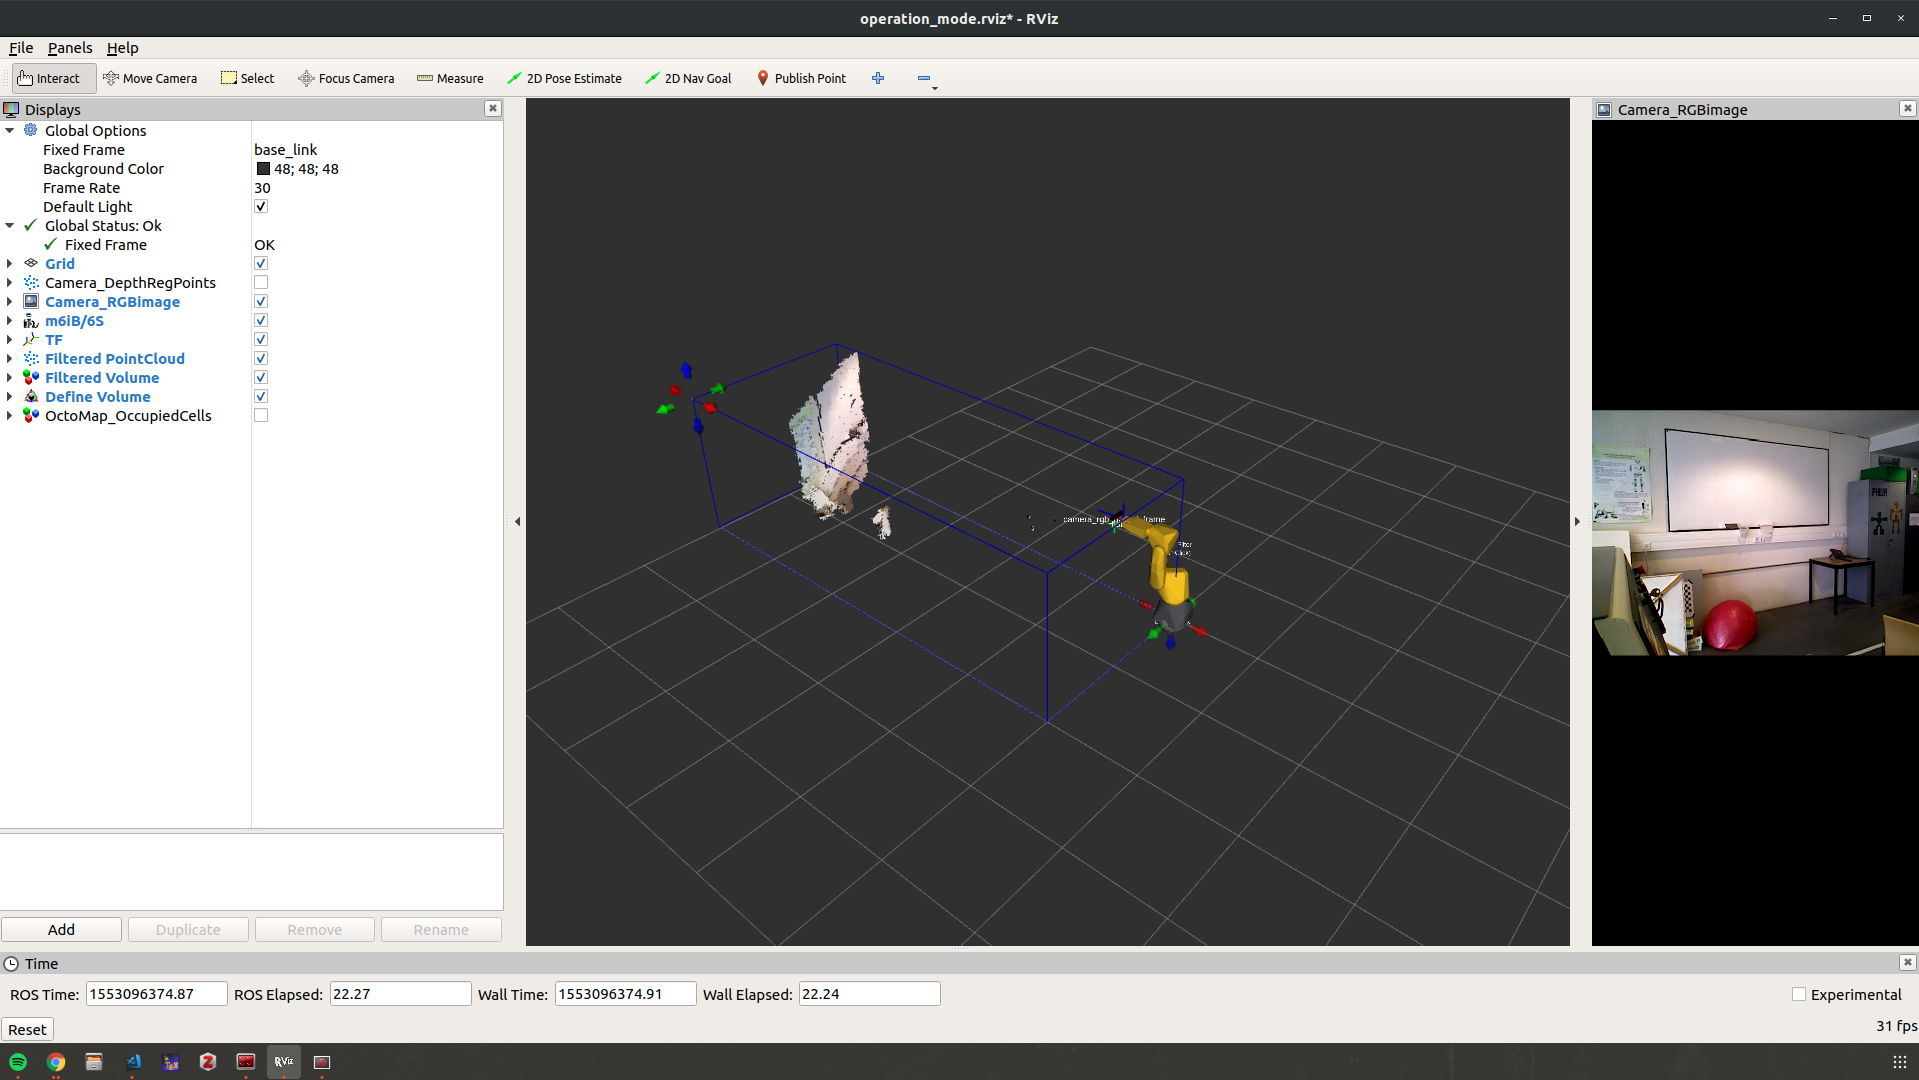 operation_mode.rviz* - RViz
File Panels Help
Interact Move Camera Select Focus Camera Measure 2D Pose Estimate 2D Nav Goal Publish Point
Displays
Global Options
Fixed Frame base_link
Background Color 48; 48; 48
Frame Rate 30
Default Light
Global Status: Ok
Fixed Frame OK
Grid
Camera_DepthRegPoints
Camera_RGBimage
m6iB/6S
TF
Filtered PointCloud
Filtered Volume
Define Volume
OctoMap_OccupiedCells
Add Duplicate Remove Rename
camera_rgb frame
Filter
Camera_RGBimage
Time
ROS Time: 1553096374.87 ROS Elapsed: 22.27 Wall Time: 1553096374.91 Wall Elapsed: 22.24 Experimental
Reset 31 fps
RViz